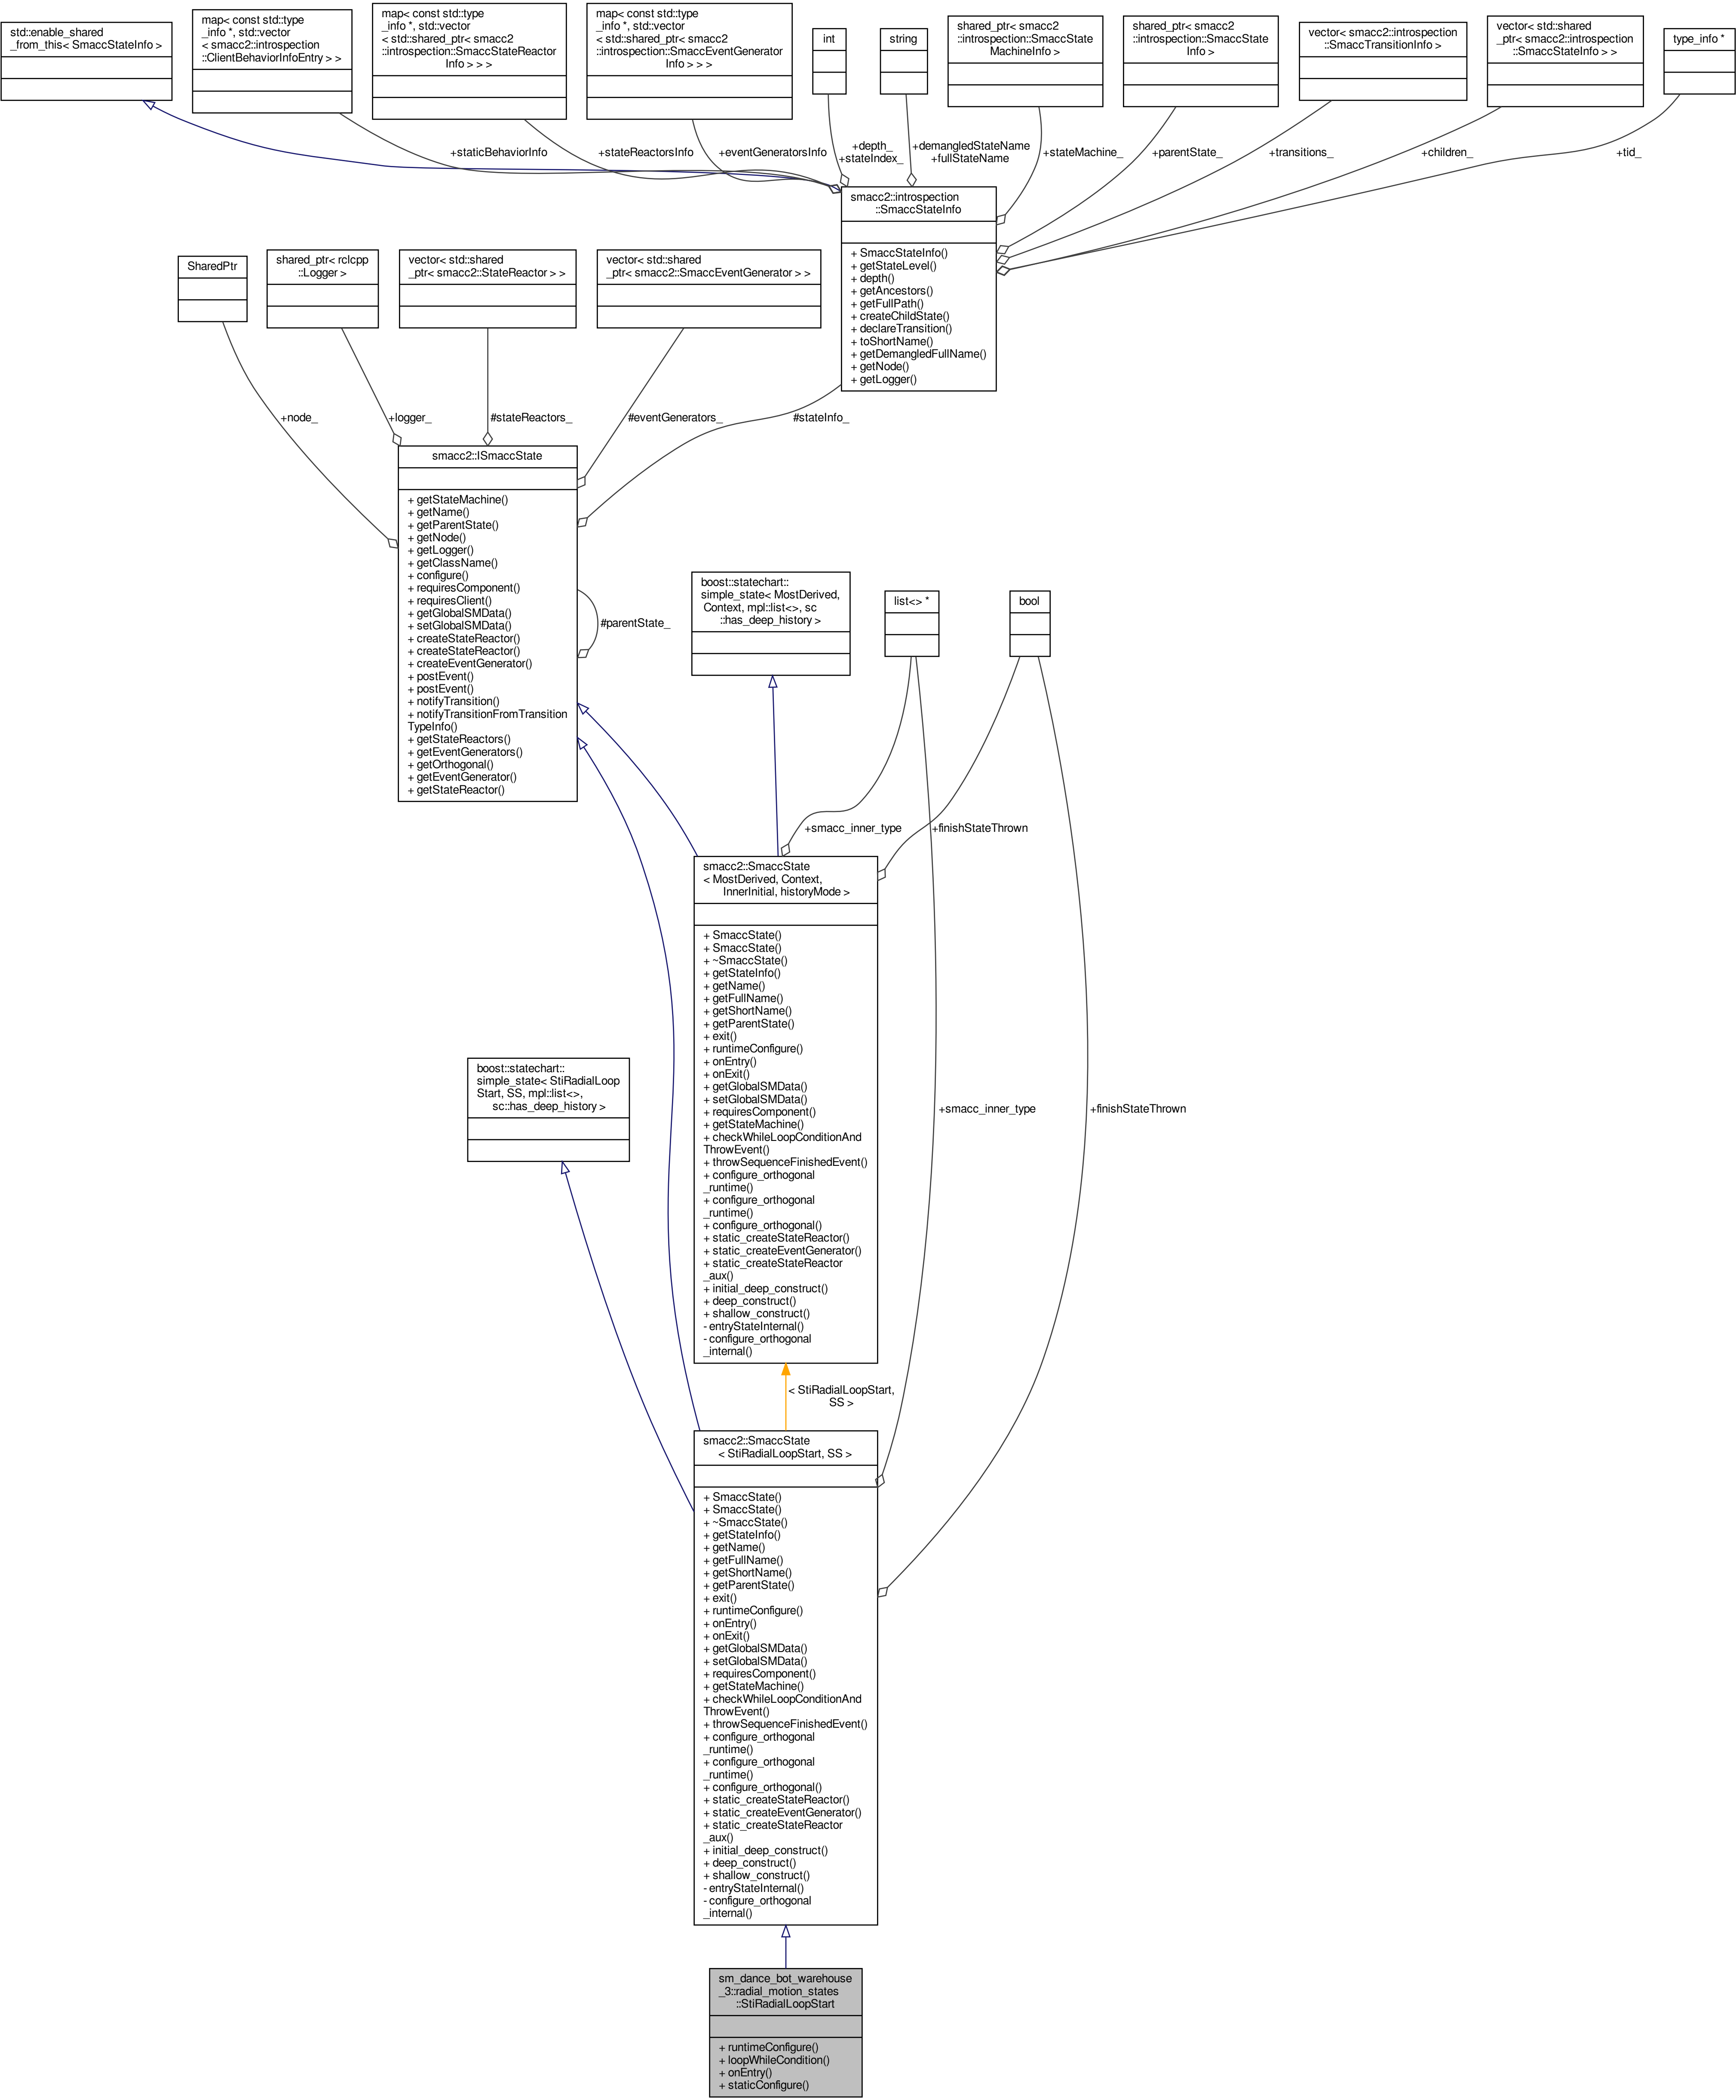 std::enable_shared
_from_this< SmaccStateInfo >
map< const std::type
_info *, std::vector
< smacc2::introspection
::ClientBehaviorInfoEntry > >
map< const std::type
_info *, std::vector
< std::shared_ptr< smacc2
::introspection::SmaccStateReactor
Info > > >
map< const std::type
_info *, std::vector
< std::shared_ptr< smacc2
::introspection::SmaccEventGenerator
Info > > >
int
string
shared_ptr< smacc2
::introspection::SmaccState
MachineInfo >
shared_ptr< smacc2
::introspection::SmaccState
Info >
vector< smacc2::introspection
::SmaccTransitionInfo >
vector< std::shared
_ptr< smacc2::introspection
::SmaccStateInfo > >
type_info *
+staticBehaviorInfo
+stateReactorsInfo
+eventGeneratorsInfo
+depth_
+stateIndex_
+demangledStateName
+fullStateName
+stateMachine_
+parentState_
+transitions_
+children_
+tid_
smacc2::introspection
::SmaccStateInfo
+ SmaccStateInfo()
+ getStateLevel()
+ depth()
+ getAncestors()
+ getFullPath()
+ createChildState()
+ declareTransition()
+ toShortName()
+ getDemangledFullName()
+ getNode()
+ getLogger()
SharedPtr
shared_ptr< rclcpp
::Logger >
vector< std::shared
_ptr< smacc2::StateReactor > >
vector< std::shared
_ptr< smacc2::SmaccEventGenerator > >
+node_
+logger_
#stateReactors_
#eventGenerators_
#stateInfo_
smacc2::ISmaccState
+ getStateMachine()
+ getName()
+ getParentState()
+ getNode()
+ getLogger()
+ getClassName()
+ configure()
+ requiresComponent()
+ requiresClient()
+ getGlobalSMData()
+ setGlobalSMData()
+ createStateReactor()
+ createStateReactor()
+ createEventGenerator()
+ postEvent()
+ postEvent()
+ notifyTransition()
+ notifyTransitionFromTransition
TypeInfo()
+ getStateReactors()
+ getEventGenerators()
+ getOrthogonal()
+ getEventGenerator()
+ getStateReactor()
#parentState_
boost::statechart::
simple_state< MostDerived,
Context, mpl::list<>, sc
::has_deep_history >
list<> *
bool
+smacc_inner_type
+finishStateThrown
smacc2::SmaccState
< MostDerived, Context,
InnerInitial, historyMode >
+ SmaccState()
+ SmaccState()
+ ~SmaccState()
+ getStateInfo()
+ getName()
+ getFullName()
+ getShortName()
+ getParentState()
+ exit()
+ runtimeConfigure()
+ onEntry()
+ onExit()
+ getGlobalSMData()
+ setGlobalSMData()
+ requiresComponent()
+ getStateMachine()
+ checkWhileLoopConditionAnd
ThrowEvent()
+ throwSequenceFinishedEvent()
+ configure_orthogonal
_runtime()
+ configure_orthogonal
_runtime()
+ configure_orthogonal()
+ static_createStateReactor()
+ static_createEventGenerator()
+ static_createStateReactor
_aux()
+ initial_deep_construct()
+ deep_construct()
+ shallow_construct()
- entryStateInternal()
- configure_orthogonal
_internal()
boost::statechart::
simple_state< StiRadialLoop
Start, SS, mpl::list<>,
sc::has_deep_history >
+smacc_inner_type
+finishStateThrown
< StiRadialLoopStart,
SS >
smacc2::SmaccState
< StiRadialLoopStart, SS >
+ SmaccState()
+ SmaccState()
+ ~SmaccState()
+ getStateInfo()
+ getName()
+ getFullName()
+ getShortName()
+ getParentState()
+ exit()
+ runtimeConfigure()
+ onEntry()
+ onExit()
+ getGlobalSMData()
+ setGlobalSMData()
+ requiresComponent()
+ getStateMachine()
+ checkWhileLoopConditionAnd
ThrowEvent()
+ throwSequenceFinishedEvent()
+ configure_orthogonal
_runtime()
+ configure_orthogonal
_runtime()
+ configure_orthogonal()
+ static_createStateReactor()
+ static_createEventGenerator()
+ static_createStateReactor
_aux()
+ initial_deep_construct()
+ deep_construct()
+ shallow_construct()
- entryStateInternal()
- configure_orthogonal
_internal()
sm_dance_bot_warehouse
_3::radial_motion_states
::StiRadialLoopStart
+ runtimeConfigure()
+ loopWhileCondition()
+ onEntry()
+ staticConfigure()